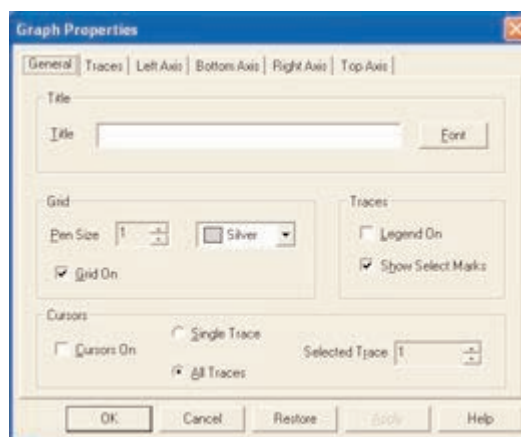 Graph Properties
General Traces Left Axis Bottom Axis Right Axis Top Axis
Title
Title Font
Grid Traces
Pen Size 1 Silver Legend On
Grid On Show Select Marks
Cursors
Single Trace
Cursors On Selected Trace 1
All Traces
OK Cancel Restore Apply Help